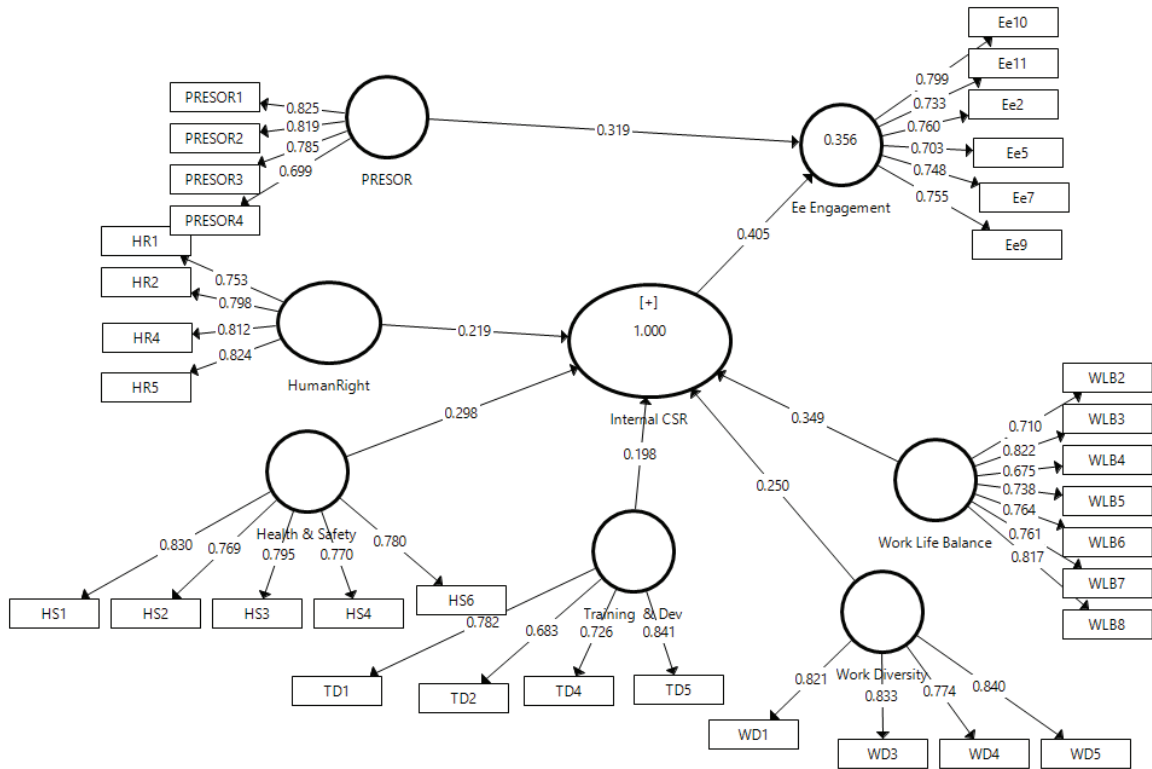 Ee10
Ee11
0.799
PRESOR1
0.825
0.733
Ee2
PRESOR2
0.819
0.319
0.356
0.760
0.785
0.703
Ee5
PRESOR3
0.699
PRESOR
0.748
0.755
Ee7
PRESOR4
Ee Engagement
HR1
0.405
Ee9
HR2
0.753
0.798
[+]
HR4
0.812
0.219
1.000
0.824
HR5
HumanRight
WLB2
Internal CSR
0.298
0.349
0.710
WLB3
0.822
0.198
0.675
WLB4
0.250
0.738
WLB5
0.764
Health & Safety
Work Life Balance
0.761
WLB6
0.830
0.769
0.795
0.770
0.780
0.817
WLB7
HS1
HS2
HS3
HS4
HS6
Training & Dev
WLB8
0.782
0.683
0.726
0.841
TD1
TD2
TD4
TD5
Work Diversity
0.821
0.833
0.774
0.840
WD1
WD3
WD4
WD5